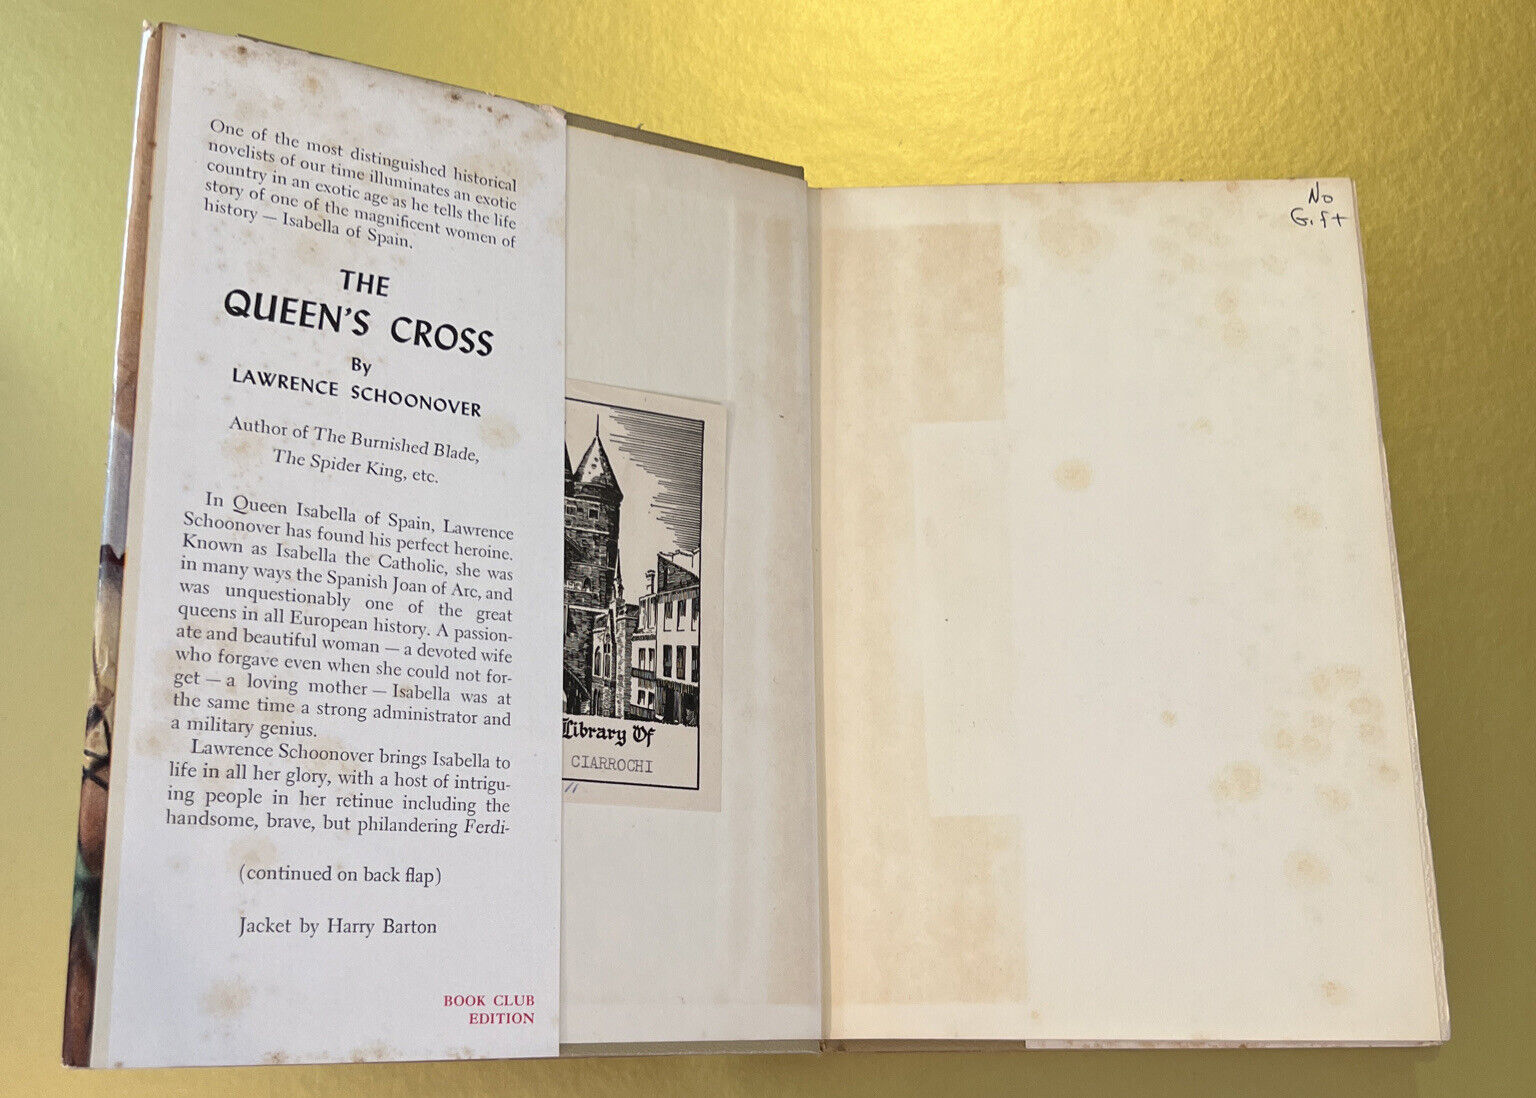 One of the most distinguished historical
novelists of our time illuminates an exotic
country in an exotic age as he tells the life
story of one of the magnificent women of
history — Isabella of Spain.
THE
QUEEN'S CROSS
By
LAWRENCE SCHOONOVER
Author of The Burnished Blade,
The Spider King, etc.
In Queen Isabella of Spain, Lawrence
Schoonover has found his perfect heroine.
Known as Isabella the Catholic, she was
in many ways the Spanish Joan of Arc, and
was unquestionably one of the great
queens in all European history. A passion-
ate and beautiful woman — a devoted wife
who forgave even when she could not for-
get — a loving mother — Isabella was at
the same time a strong administrator and
a military genius.
Lawrence Schoonover brings Isabella to
life in all her glory, with a host of intrigu-
ing people in her retinue including the
handsome, brave, but philandering Ferdi-
(continued on back flap)
Jacket by Harry Barton
BOOK CLUB
EDITION
Library Of
CIARROCHI
No
Gift